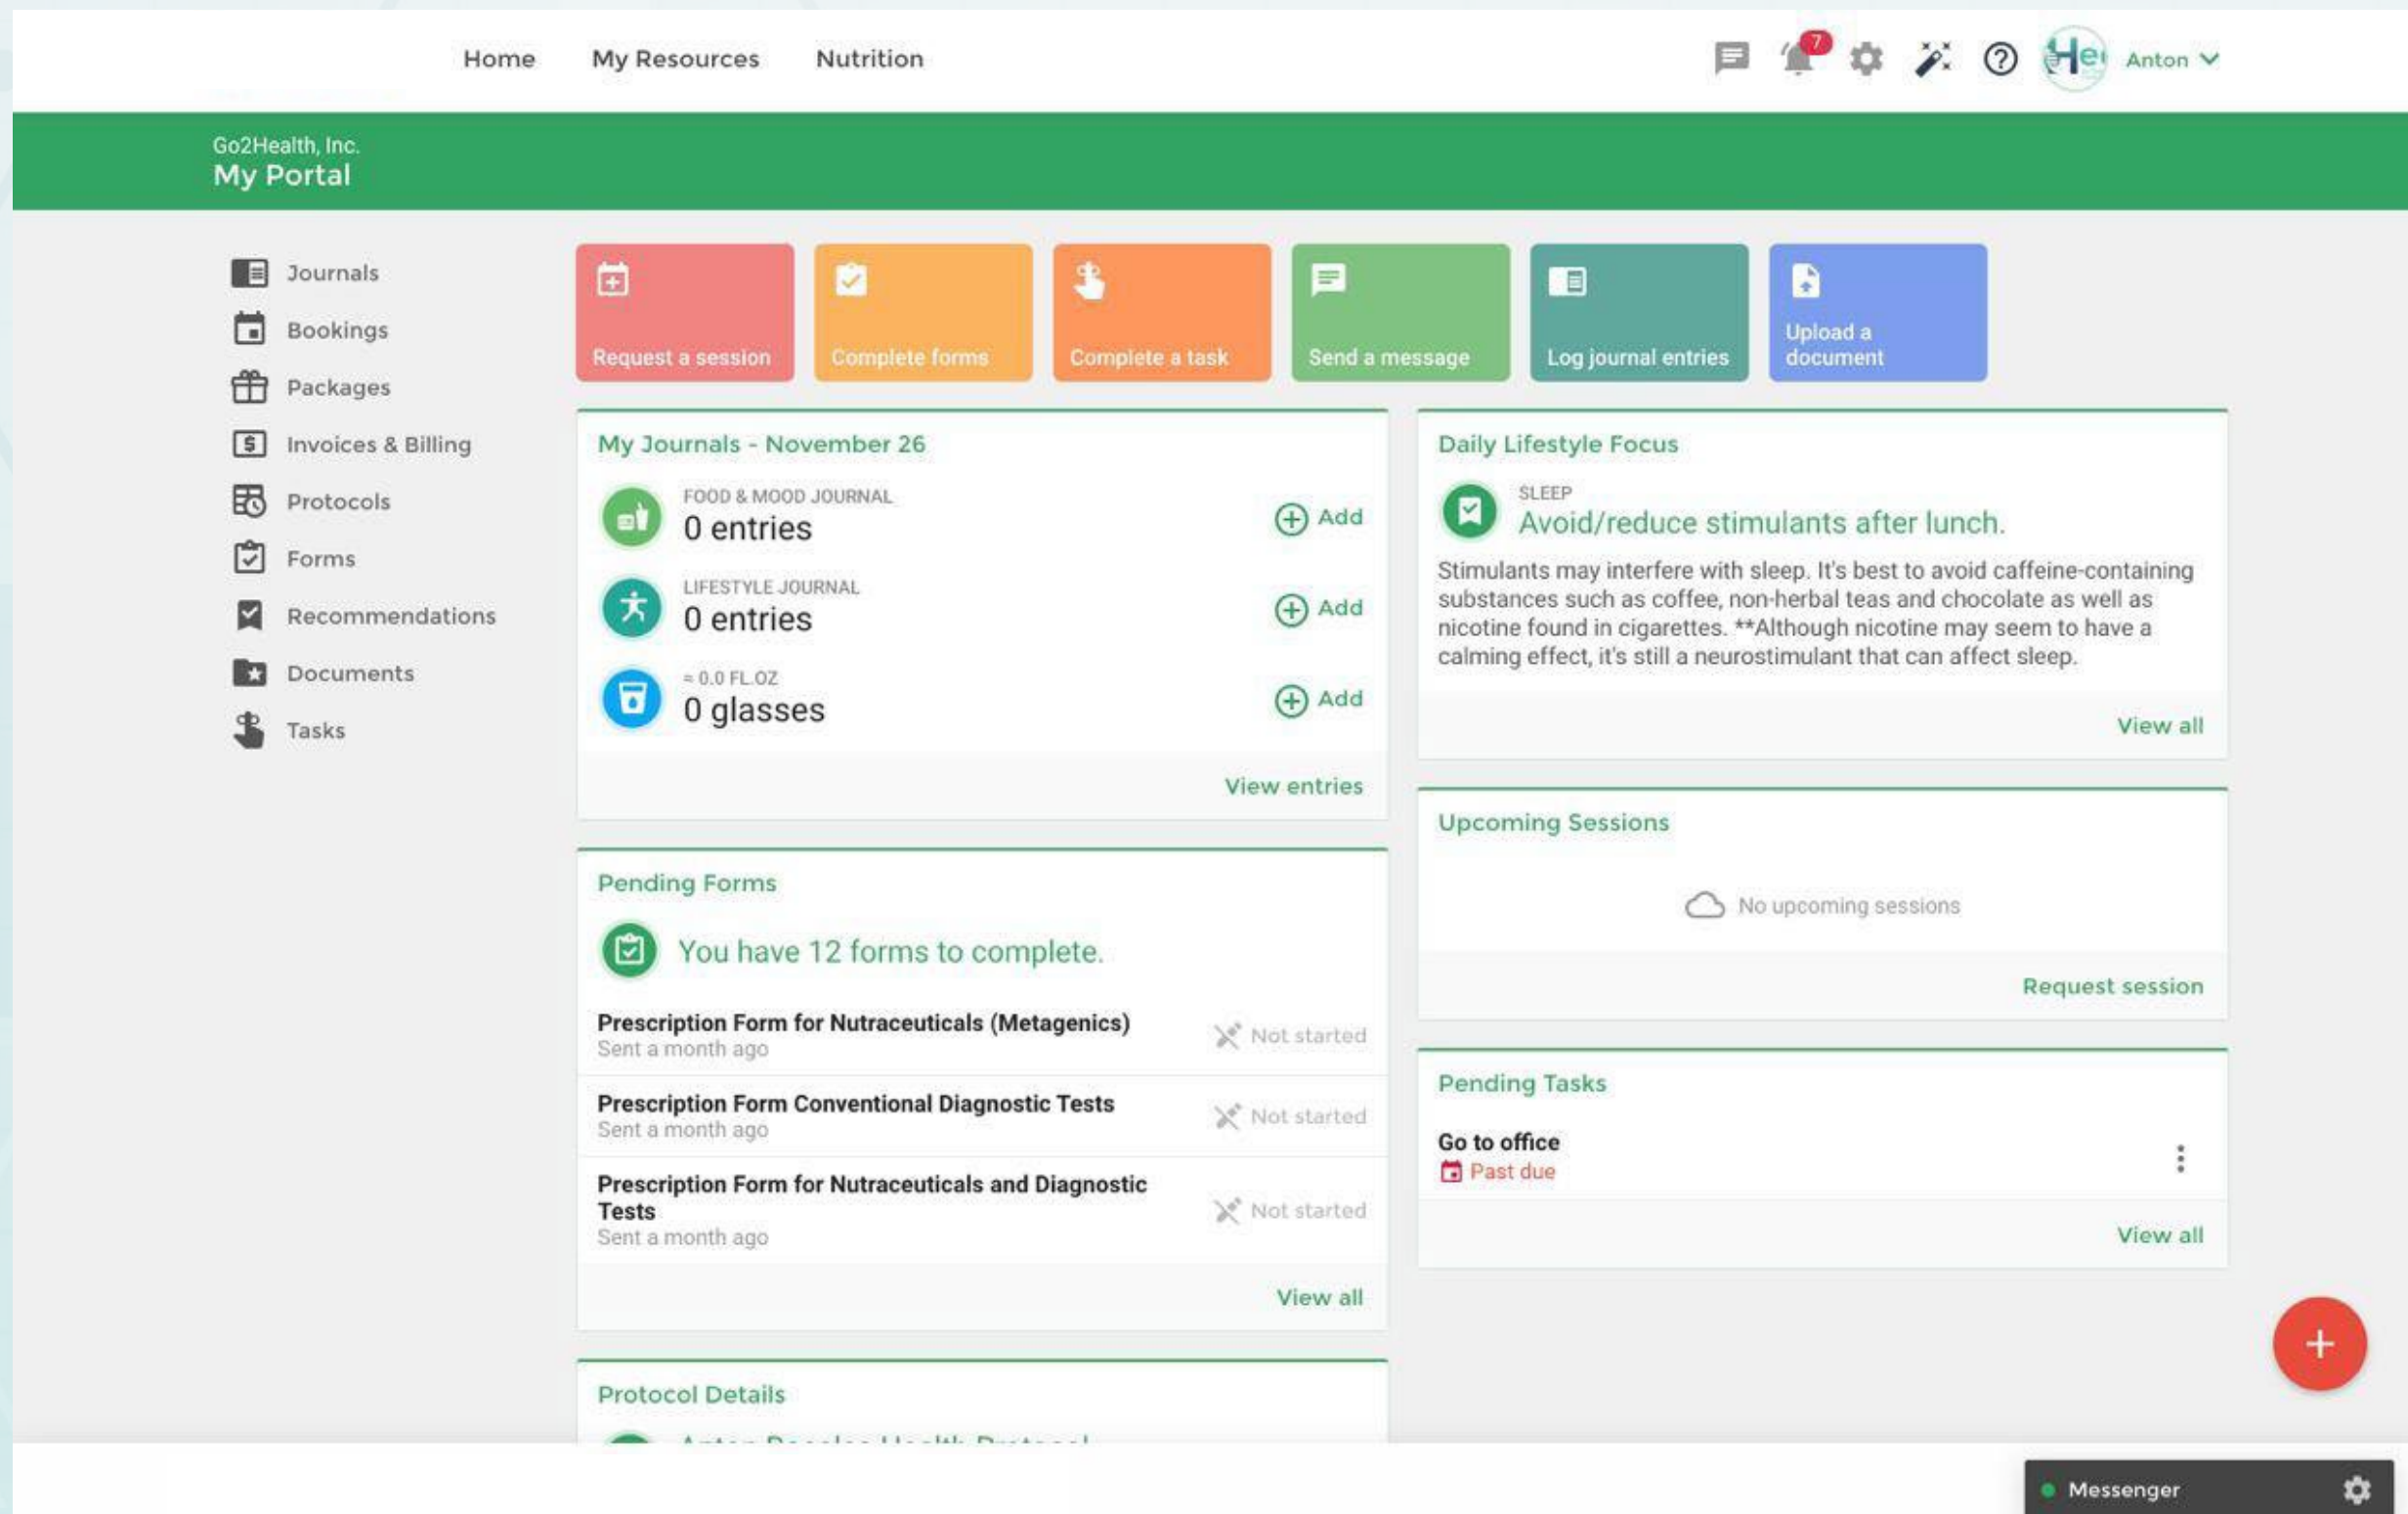 Home My Resources Nutrition
7
Hei
Anton
Go2Health, Inc.
My Portal
Journals
Bookings
Packages
Invoices & Billing
Protocols
Forms
Recommendations
Documents
Tasks
Request a session
Complete forms
Complete a task
Send a message
Log journal entries
Upload a
document
My Journals - November 26
FOOD & MOOD JOURNAL
0 entries
Add
LIFESTYLE JOURNAL
0 entries
Add
≈ 0.0 FL.OZ
0 glasses
Add
View entries
Pending Forms
You have 12 forms to complete.
Prescription Form for Nutraceuticals (Metagenics)
Sent a month ago
Not started
Prescription Form Conventional Diagnostic Tests
Sent a month ago
Not started
Prescription Form for Nutraceuticals and Diagnostic
Tests
Sent a month ago
Not started
View all
Protocol Details
Daily Lifestyle Focus
SLEEP
Avoid/reduce stimulants after lunch.
Stimulants may interfere with sleep. It's best to avoid caffeine-containing
substances such as coffee, non-herbal teas and chocolate as well as
nicotine found in cigarettes. **Although nicotine may seem to have a
calming effect, it's still a neurostimulant that can affect sleep.
View all
Upcoming Sessions
No upcoming sessions
Request session
Pending Tasks
Go to office
Past due
View all
Messenger